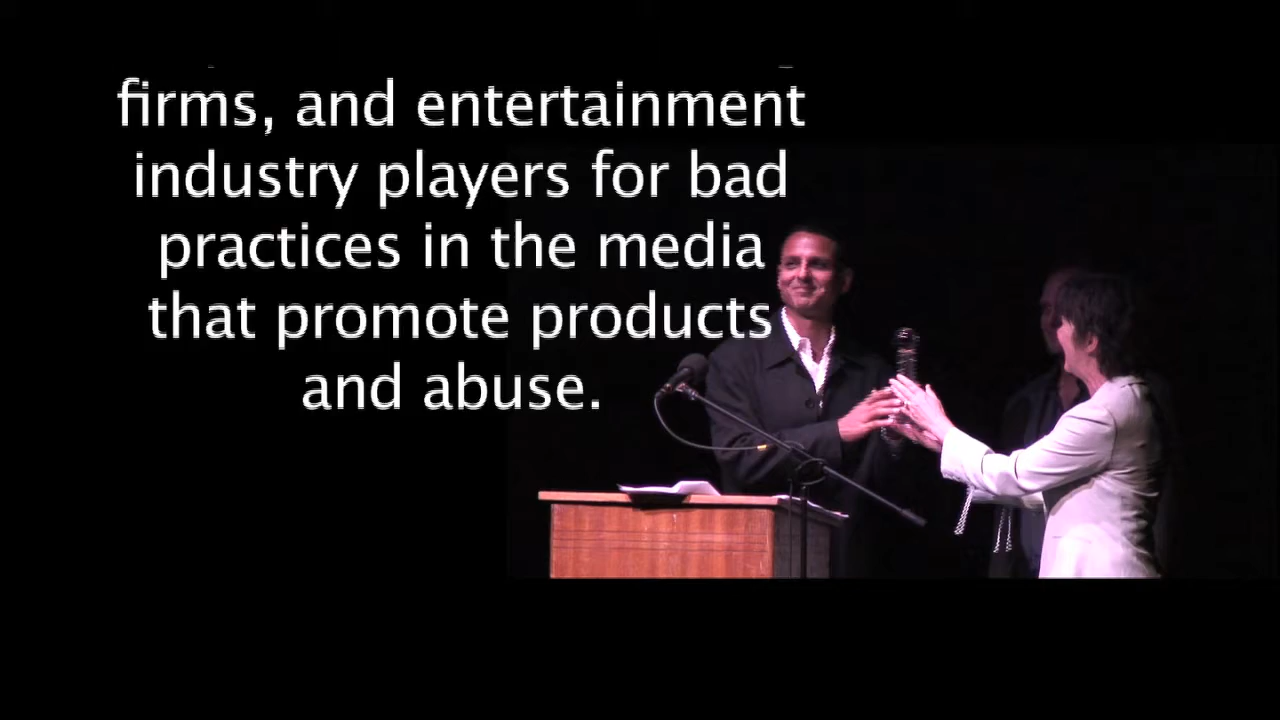 firms, and entertainment
industry players for bad
practices in the media
that promote products
and abuse.